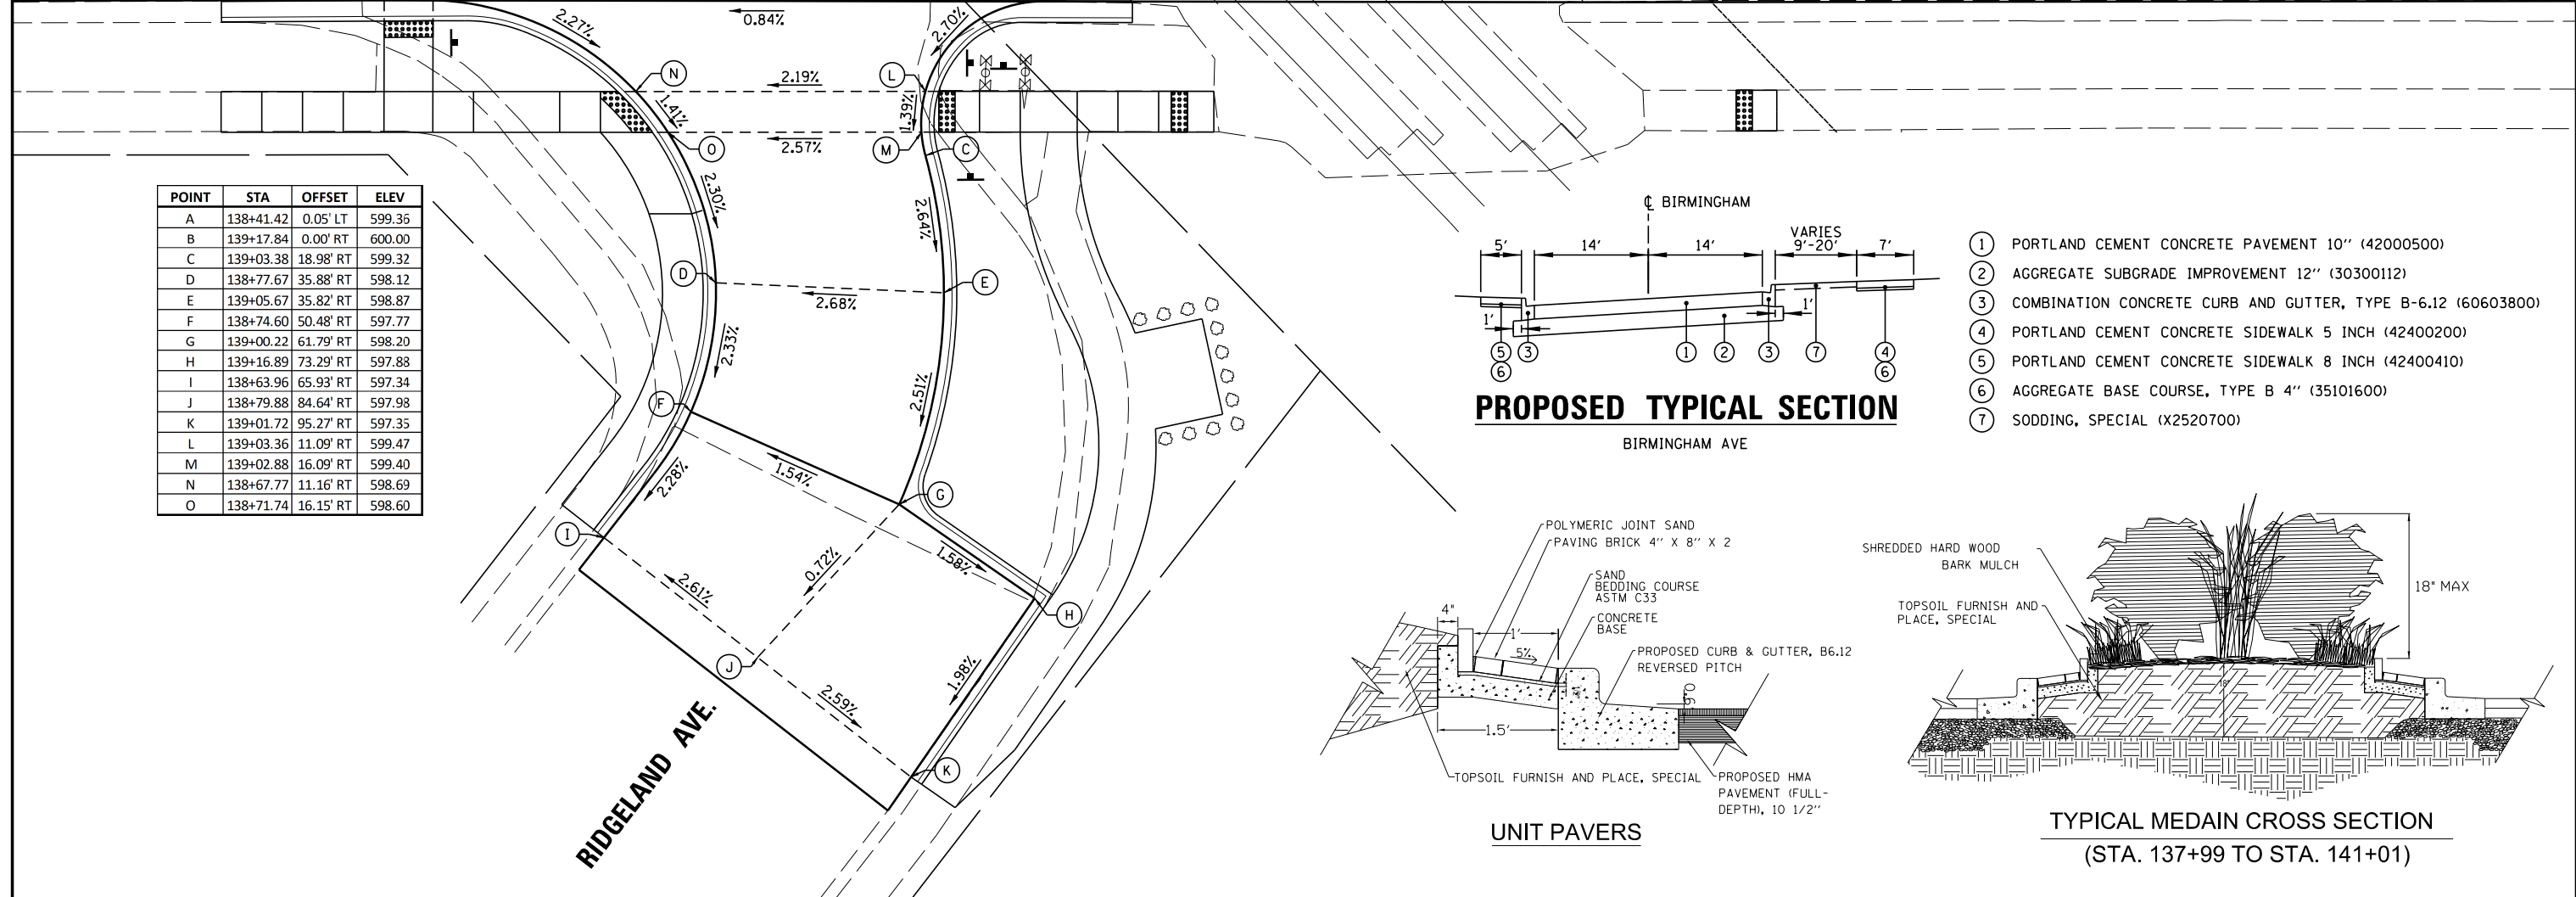 2.27%
0.84%
2.70%
N
2.19%
L
1.41%
1.39%
O
2.57%
M
C
2.30%
2.64%
D
2.68%
E
2.33%
2.51%
F
1.54%
G
2.28%
I
0.72%
1.58%
2.61%
H
J
2.59%
1.98%
K
RIDGELAND AVE.
POINT STA OFFSET ELEV
A 138+41.42 0.05' LT 599.36
B 139+17.84 0.00' RT 600.00
C 139+03.38 18.98' RT 599.32
D 138+77.67 35.88' RT 598.12
E 139+05.67 35.82' RT 598.87
F 138+74.60 50.48' RT 597.77
G 139+00.22 61.79' RT 598.20
H 139+16.89 73.29' RT 597.88
I 138+63.96 65.93' RT 597.34
J 138+79.88 84.64' RT 597.98
K 139+01.72 95.27' RT 597.35
L 139+03.36 11.09' RT 599.47
M 139+02.88 16.09' RT 599.40
N 138+67.77 11.16' RT 598.69
O 138+71.74 16.15' RT 598.60
℄ BIRMINGHAM
VARIES
5' 14' 14' 9'-20' 7'
1' 1'
5 3 1 2 3 7 4
6 6
PROPOSED TYPICAL SECTION
BIRMINGHAM AVE
1 PORTLAND CEMENT CONCRETE PAVEMENT 10'' (42000500)
2 AGGREGATE SUBGRADE IMPROVEMENT 12'' (30300112)
3 COMBINATION CONCRETE CURB AND GUTTER, TYPE B-6.12 (60603800)
4 PORTLAND CEMENT CONCRETE SIDEWALK 5 INCH (42400200)
5 PORTLAND CEMENT CONCRETE SIDEWALK 8 INCH (42400410)
6 AGGREGATE BASE COURSE, TYPE B 4'' (35101600)
7 SODDING, SPECIAL (X2520700)
POLYMERIC JOINT SAND
PAVING BRICK 4'' X 8'' X 2
SAND
BEDDING COURSE
ASTM C33
CONCRETE
BASE
4"
1'
5%
PROPOSED CURB & GUTTER, B6.12
REVERSED PITCH
1.5'
TOPSOIL FURNISH AND PLACE, SPECIAL
PROPOSED HMA
PAVEMENT (FULL-
DEPTH), 10 1/2''
UNIT PAVERS
SHREDDED HARD WOOD
BARK MULCH
TOPSOIL FURNISH AND
PLACE, SPECIAL
18" MAX
TYPICAL MEDAIN CROSS SECTION
(STA. 137+99 TO STA. 141+01)